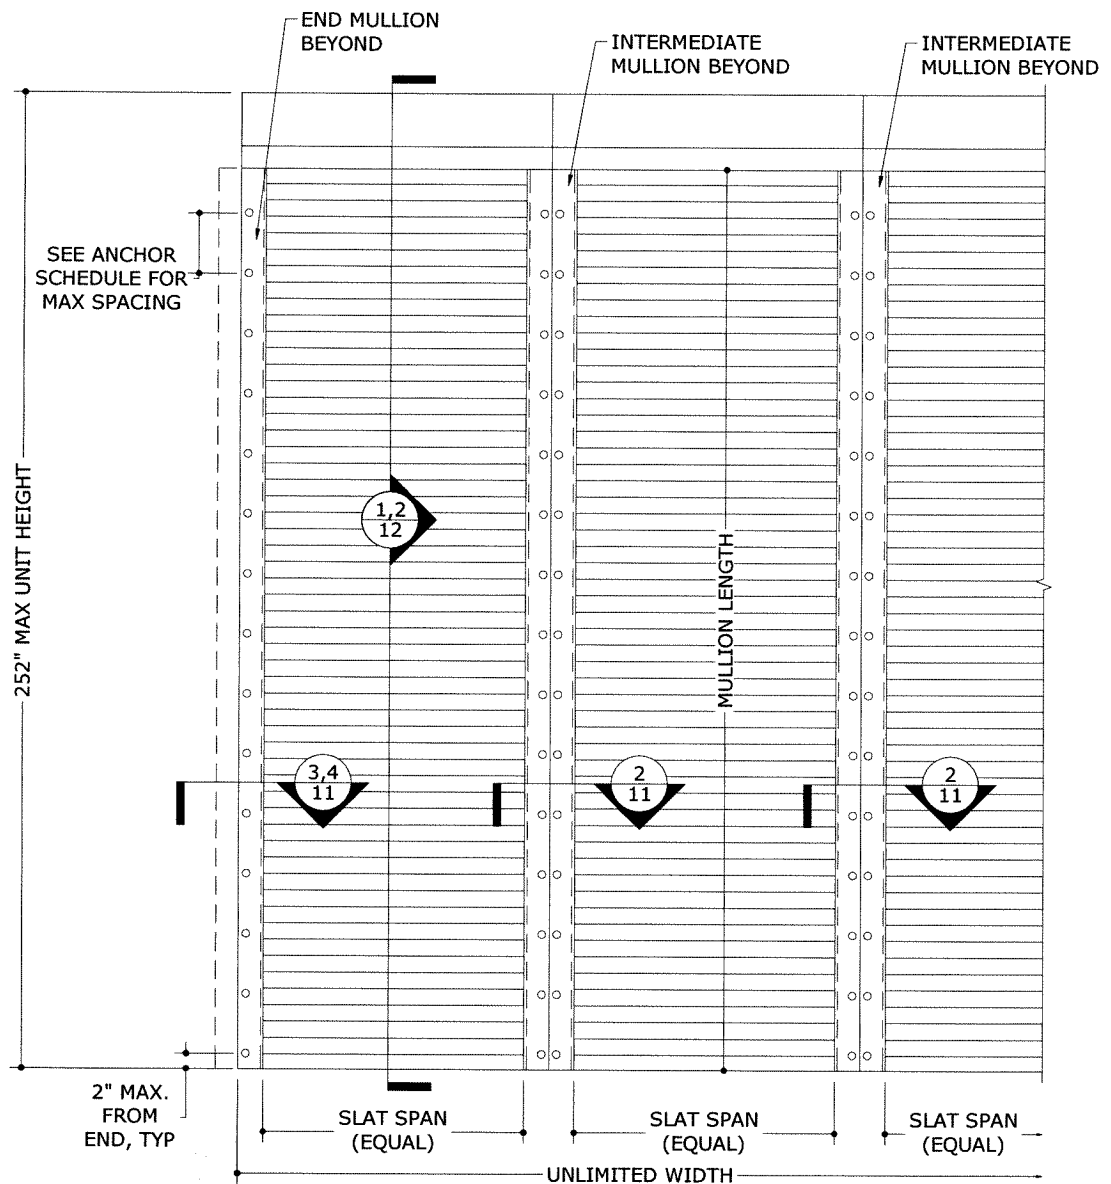 END MULLION
BEYOND
INTERMEDIATE
MULLION BEYOND
INTERMEDIATE
MULLION BEYOND
SEE ANCHOR
SCHEDULE FOR
MAX SPACING
252" MAX UNIT HEIGHT
1,2
12
MULLION LENGTH
3,4
11
2
11
2
11
2" MAX.
FROM
END, TYP
SLAT SPAN
(EQUAL)
SLAT SPAN
(EQUAL)
SLAT SPAN
(EQUAL)
UNLIMITED WIDTH